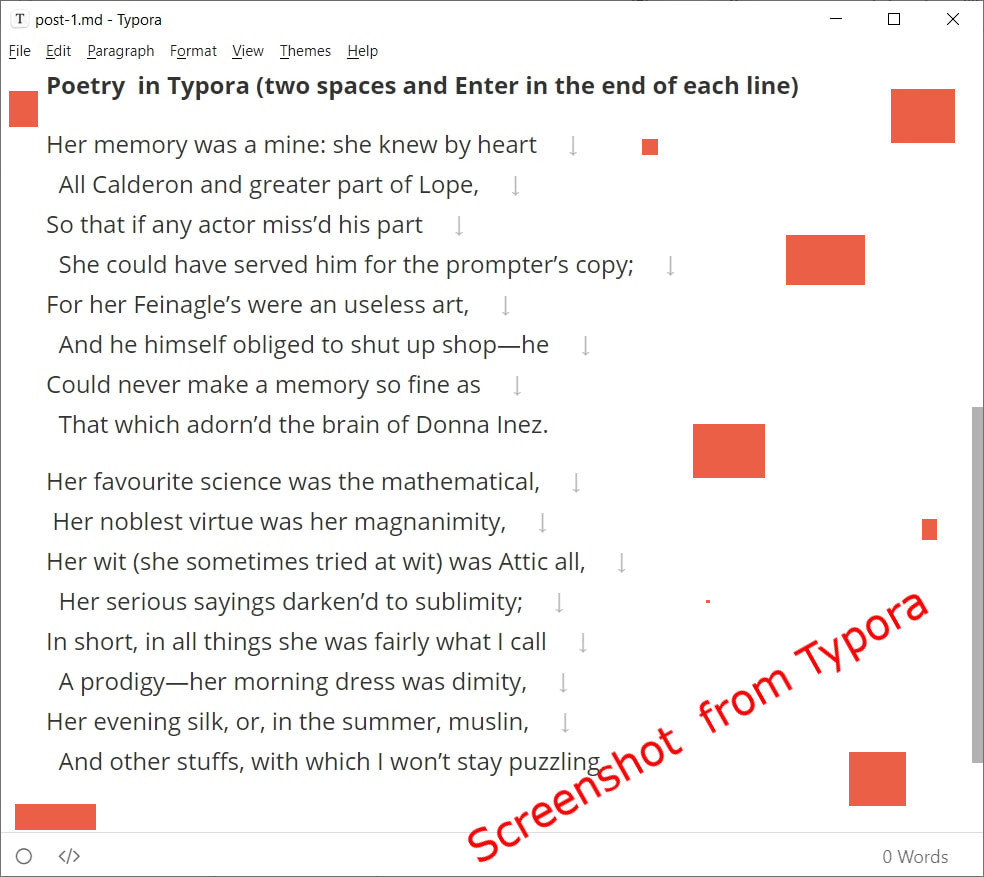 T post-1.md - Typora
File Edit Paragraph Format View Themes Help
Poetry  in Typora (two spaces and Enter in the end of each line)
Her memory was a mine: she knew by heart ↓
All Calderon and greater part of Lope, ↓
So that if any actor miss’d his part ↓
She could have served him for the prompter’s copy; ↓
For her Feinagle’s were an useless art, ↓
And he himself obliged to shut up shop—he ↓
Could never make a memory so fine as ↓
That which adorn’d the brain of Donna Inez.
Her favourite science was the mathematical, ↓
Her noblest virtue was her magnanimity, ↓
Her wit (she sometimes tried at wit) was Attic all, ↓
Her serious sayings darken’d to sublimity; ↓
In short, in all things she was fairly what I call ↓
A prodigy—her morning dress was dimity, ↓
Her evening silk, or, in the summer, muslin, ↓
And other stuffs, with which I won’t stay puzzling
Screenshot from Typora
</> 0 Words